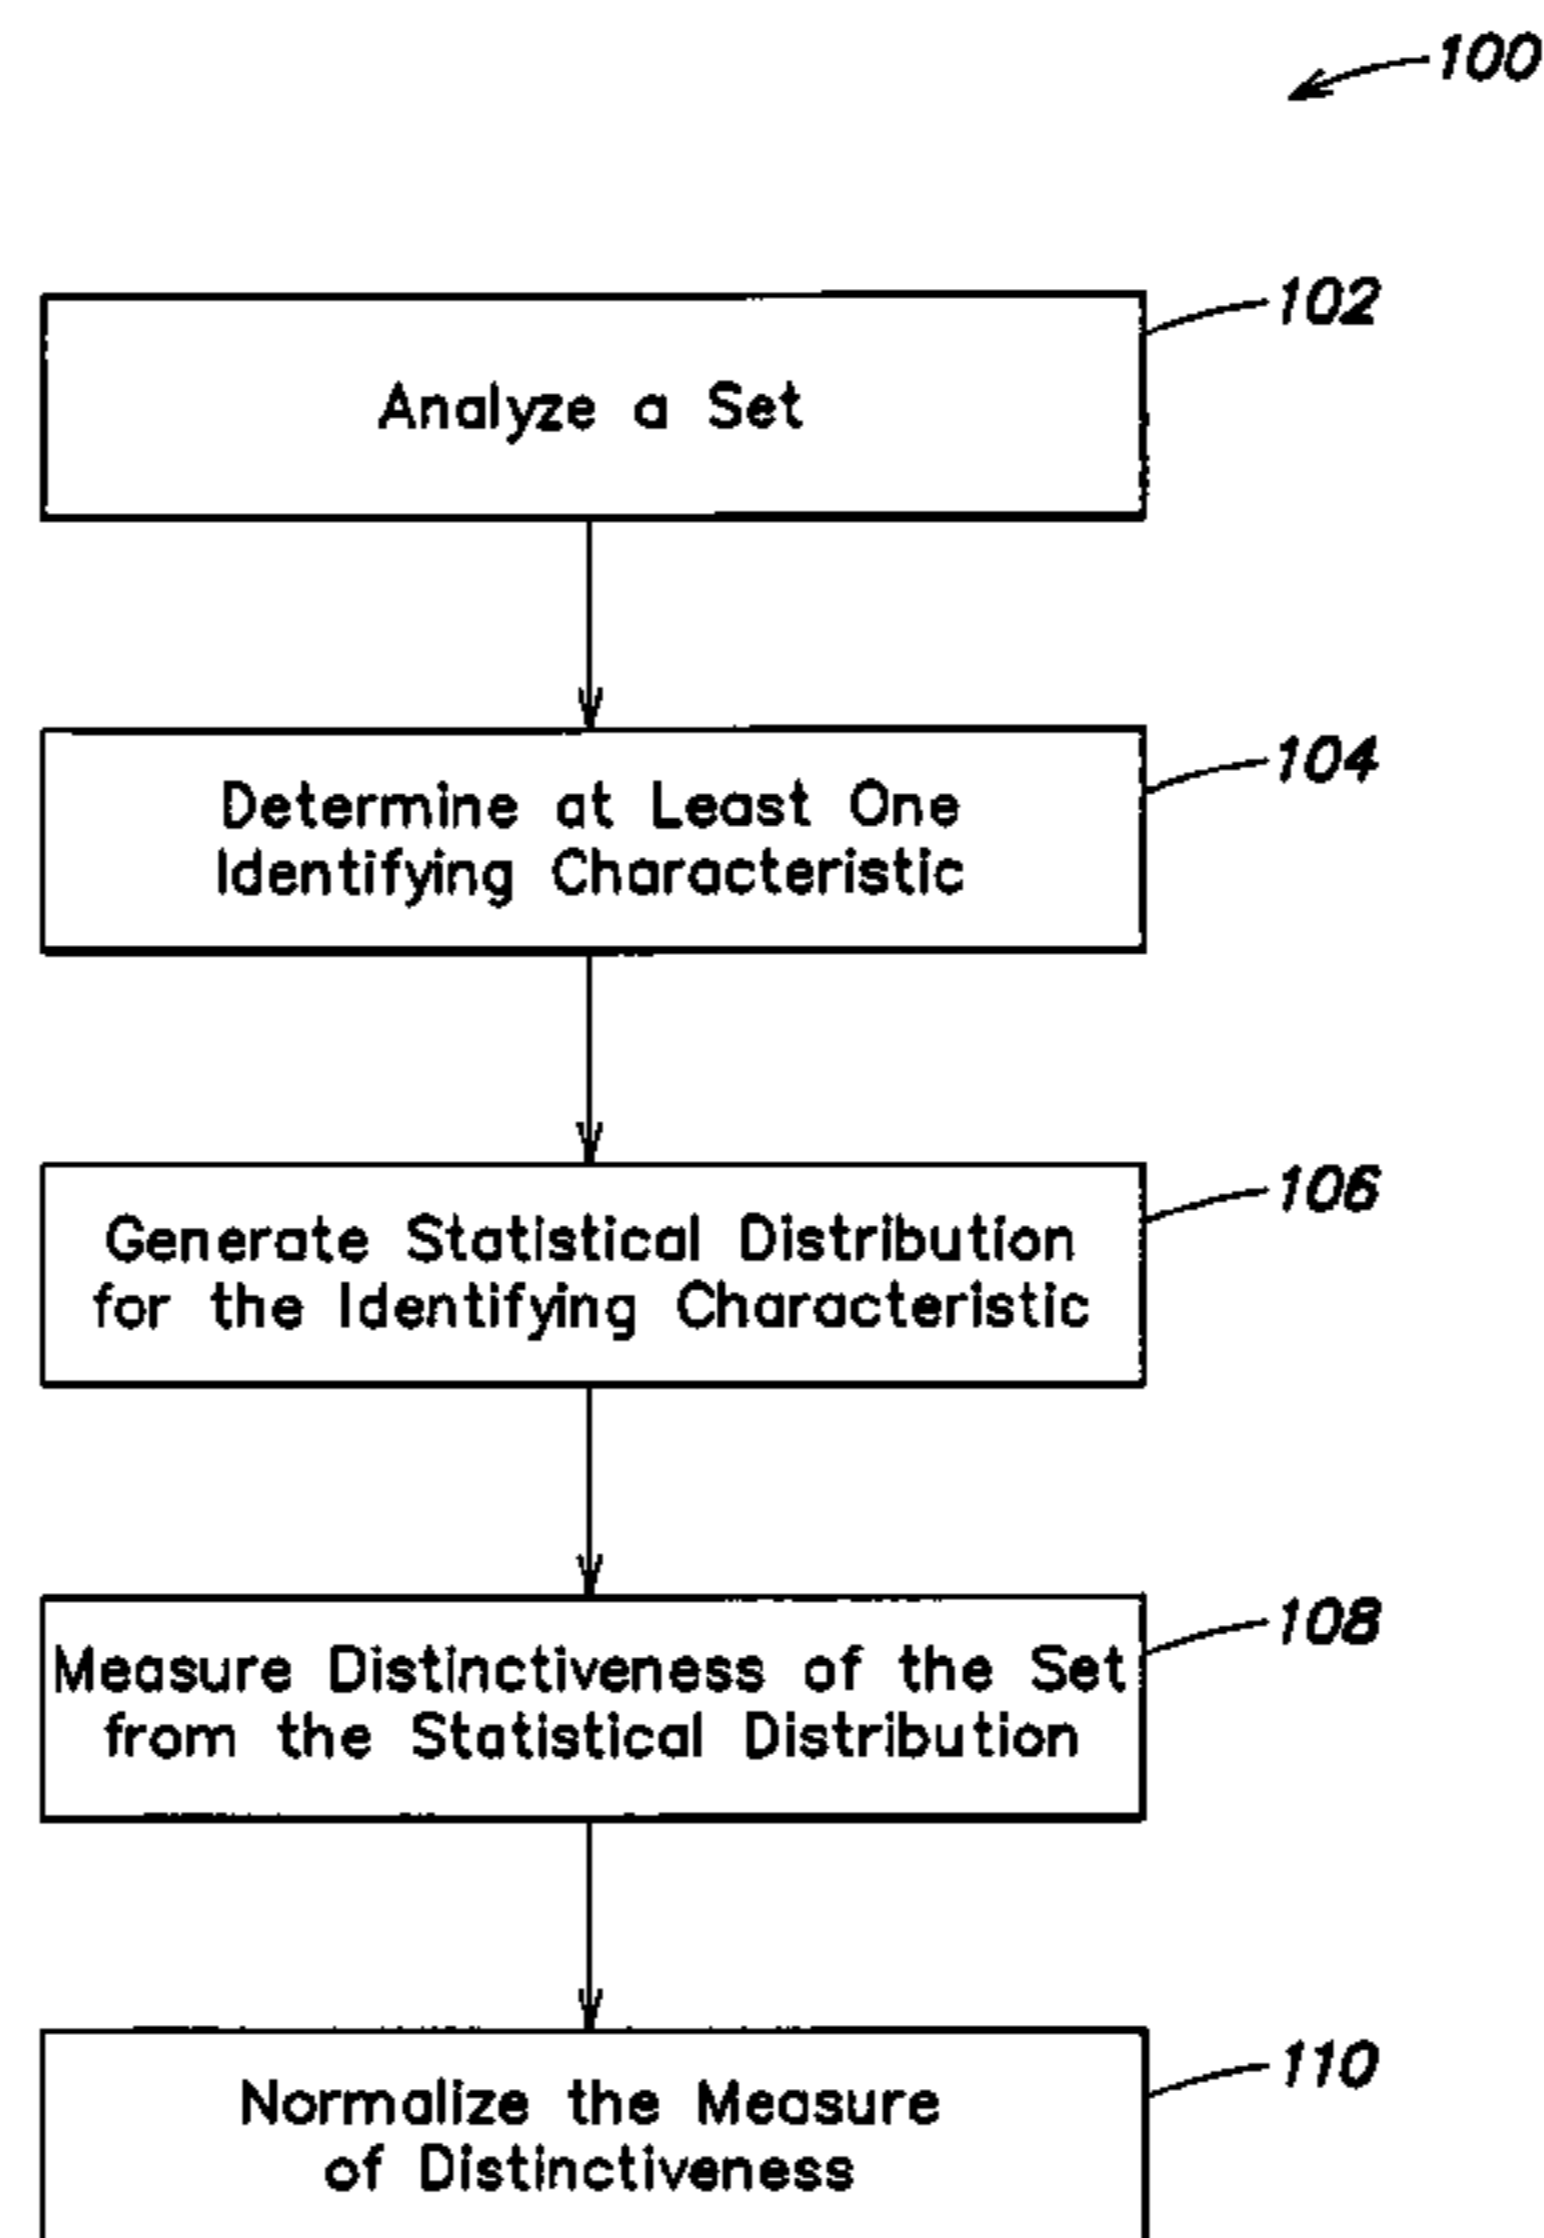 100
102
Analyze a Set
104
Determine at Least One
Identifying Characteristic
106
Generate Statistical Distribution
for the Identifying Characteristic
108
Measure Distinctiveness of the Set
from the Statistical Distribution
110
Normalize the Measure
of Distinctiveness